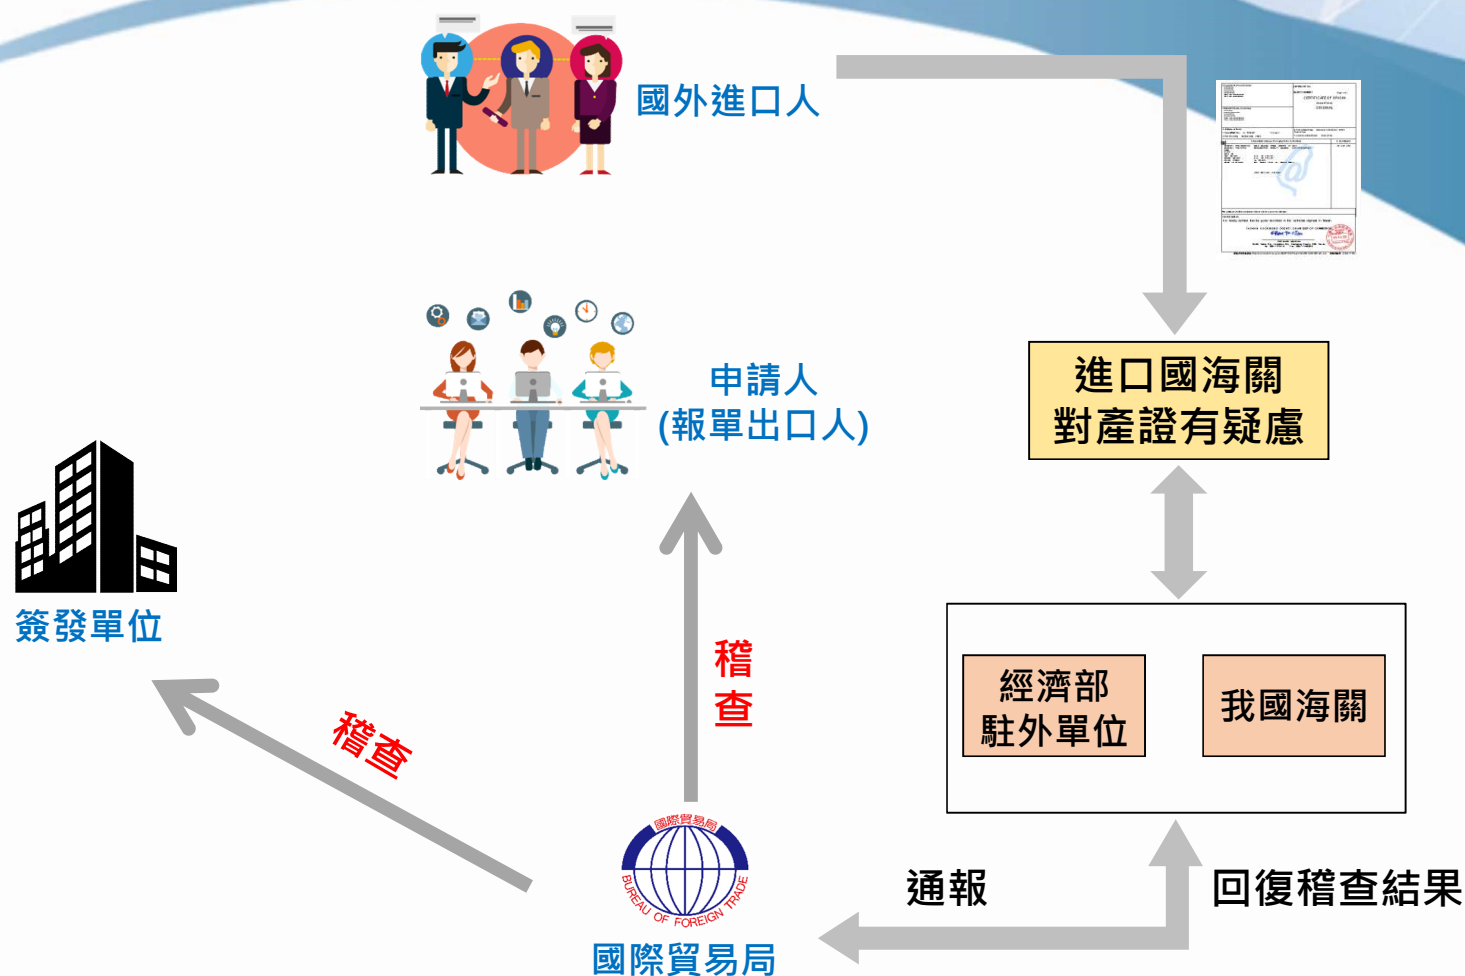 國外進口人
CERTIFICATE OF ORIGIN
申請人
(報單出口人)
進口國海關
對產證有疑慮
簽發單位
稽查
稽查
經濟部
駐外單位
我國海關
國際貿易局
BUREAU OF FOREIGN TRADE
國際貿易局
通報
回復稽查結果